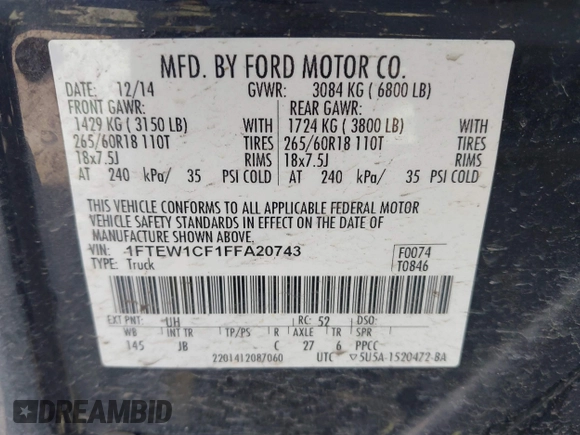 MFD. BY FORD MOTOR CO.
DATE: 12/14 GVWR: 3084 KG ( 6800 LB)
FRONT GAWR: REAR GAWR:
1429 KG ( 3150 LB) WITH 1724 KG ( 3800 LB) WITH
265/60R18 110T TIRES 265/60R18 110T TIRES
18x7.5J RIMS 18x7.5J RIMS
AT 240 kPa/ 35 PSI COLD AT 240 kPa/ 35 PSI COLD
THIS VEHICLE CONFORMS TO ALL APPLICABLE FEDERAL MOTOR
VEHICLE SAFETY STANDARDS IN EFFECT ON THE DATE OF
MANUFACTURE SHOWN ABOVE.
VIN: 1FTEW1CF1FFA20743 F0074
TYPE: Truck T0846
EXT PNT: UH RC: 52 DSO:
WB INT TR TP/PS R AXLE TR SPR
145 JB C 27 6 PPCC
2201412087060 UTC ▽5U5A-1520472-BA
DREAMBID